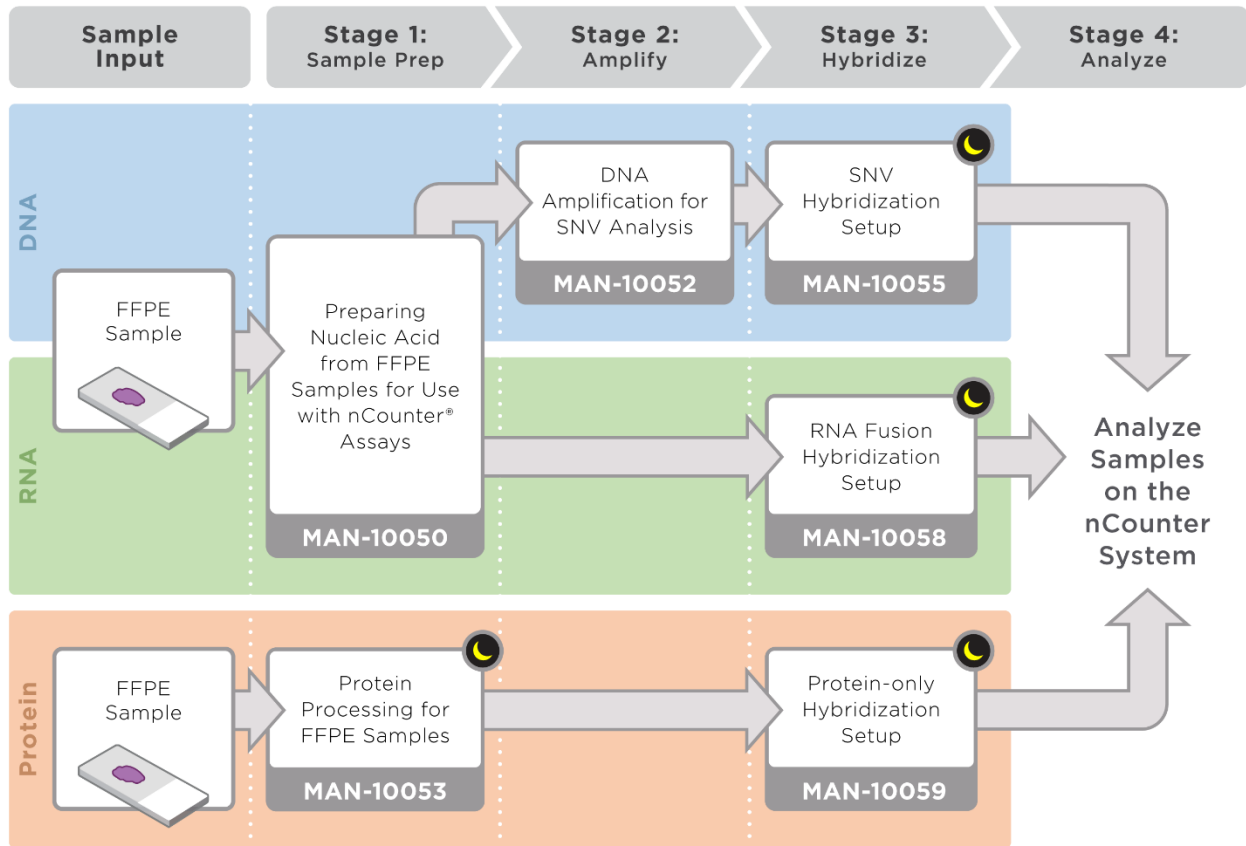 Sample
Input
Stage 1:
Sample Prep
Stage 2:
Amplify
Stage 3:
Hybridize
Stage 4:
Analyze
DNA
FFPE
Sample
Preparing
Nucleic Acid
from FFPE
Samples for Use
with nCounter®
Assays
MAN-10050
DNA
Amplification for
SNV Analysis
MAN-10052
SNV
Hybridization
Setup
MAN-10055
RNA
RNA Fusion
Hybridization
Setup
MAN-10058
Analyze
Samples
on the
nCounter
System
Protein
FFPE
Sample
Protein
Processing for
FFPE Samples
MAN-10053
Protein-only
Hybridization
Setup
MAN-10059